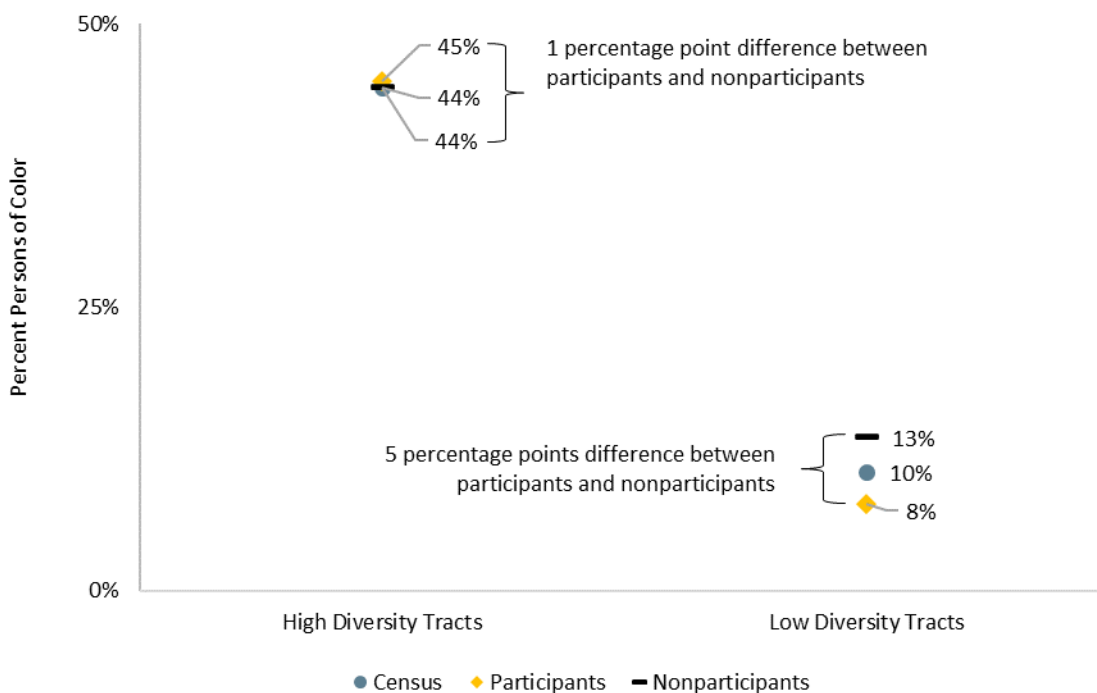 50%
45%
1 percentage point difference between
participants and nonparticipants
44%
44%
Percent Persons of Color
25%
5 percentage points difference between
participants and nonparticipants
13%
10%
8%
0%
High Diversity Tracts
Low Diversity Tracts
Census
Participants
Nonparticipants